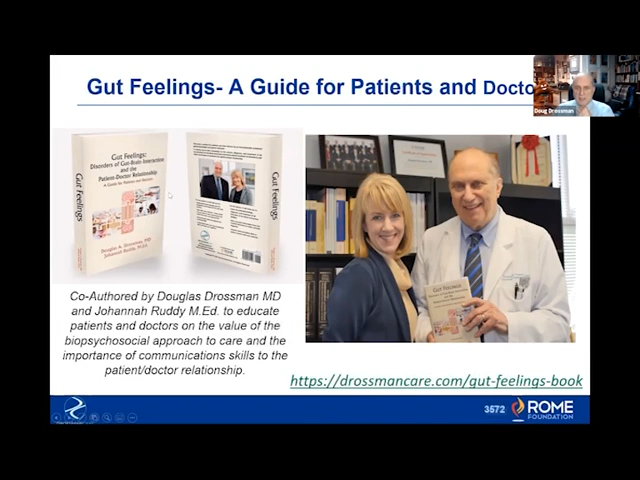 Gut Feelings- A Guide for Patients and Docto
Doug Drossman
Gut Feelings:
Disorders of Gut-Brain Interaction
and the
Patient-Doctor Relationship
A Guide for Patients and Doctors
Douglas A. Drossman, MD
Johannah Ruddy, M.Ed.
Gut Feelings
Gut Feelings
GUT FEELINGS
Co-Authored by Douglas Drossman MD
and Johannah Ruddy M.Ed. to educate
patients and doctors on the value of the
biopsychosocial approach to care and the
importance of communications skills to the
patient/doctor relationship.
https://drossmancare.com/gut-feelings-book
3572
ROME
FOUNDATION